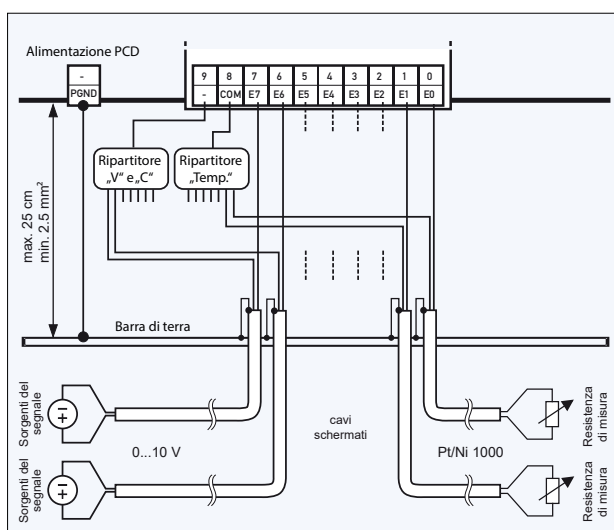 Alimentazione PCD
-
PGND
9 8 7 6 5 4 3 2 1 0
- COM E7 E6 E5 E4 E3 E2 E1 E0
Ripartitore
„V“ e „C“
Ripartitore
„Temp.“
max. 25 cm
min. 2.5 mm²
Barra di terra
Sorgenti del
segnale
0...10 V
cavi
schermati
Pt/Ni 1000
Resistenza
di misura
Sorgenti del
segnale
Resistenza
di misura